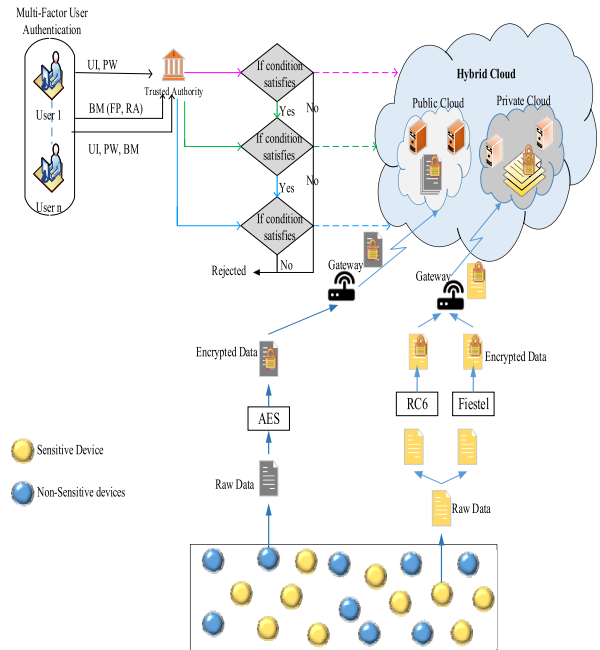 Multi-Factor User
Authentication
UI, PW
Trusted Authority
User 1
BM (FP, RA)
UI, PW, BM
User n
If condition
satisfies
No
Yes
If condition
satisfies
No
Yes
If condition
satisfies
No
Rejected
Hybrid Cloud
Public Cloud
Private Cloud
Gateway
Gateway
Encrypted Data
Encrypted Data
AES
RC6
Fiestel
Raw Data
Raw Data
Sensitive Device
Non-Sensitive devices